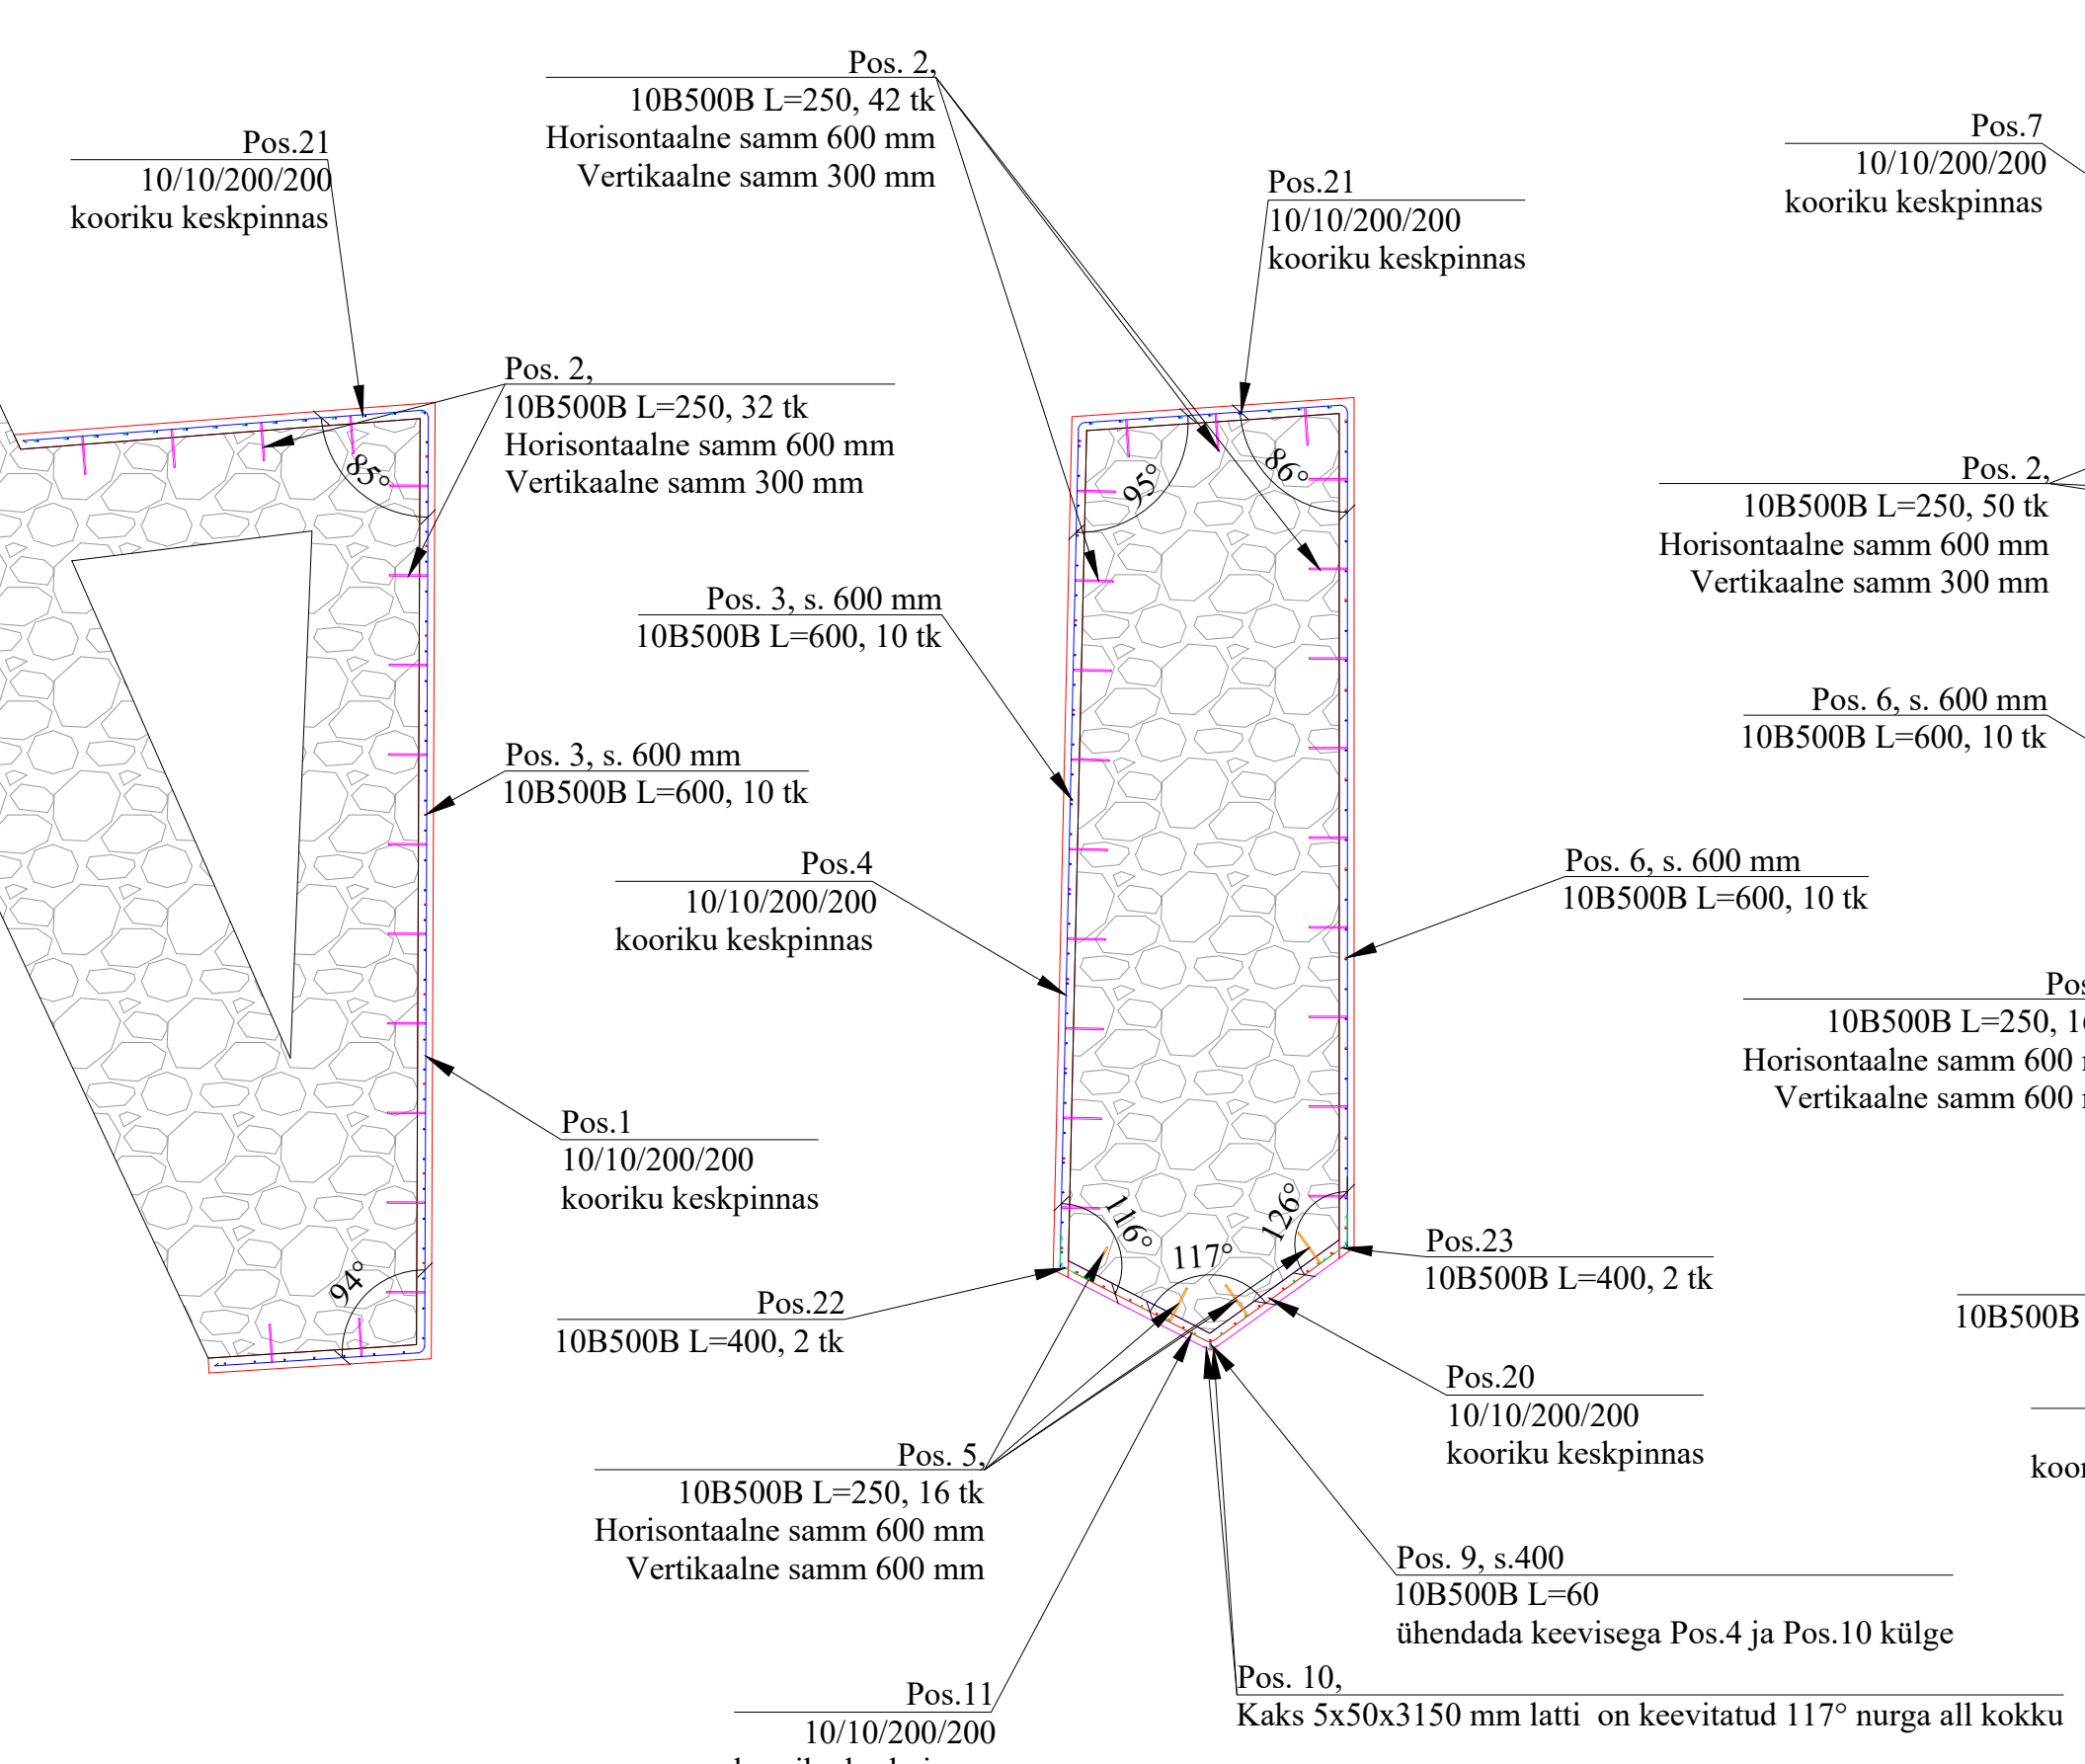 Pos. 2,
10B500B L=250, 42 tk
Horisontaalne samm 600 mm
Vertikaalne samm 300 mm
Pos.21
10/10/200/200
kooriku keskpinnas
Pos.21
10/10/200/200
kooriku keskpinnas
Pos.7
10/10/200/200
kooriku keskpinnas
Pos. 2,
10B500B L=250, 32 tk
Horisontaalne samm 600 mm
Vertikaalne samm 300 mm
85°
95°
86°
Pos. 2,
10B500B L=250, 50 tk
Horisontaalne samm 600 mm
Vertikaalne samm 300 mm
Pos. 3, s. 600 mm
10B500B L=600, 10 tk
Pos. 6, s. 600 mm
10B500B L=600, 10 tk
Pos. 3, s. 600 mm
10B500B L=600, 10 tk
Pos.4
10/10/200/200
kooriku keskpinnas
Pos. 6, s. 600 mm
10B500B L=600, 10 tk
10B500B L=250,
Horisontaalne samm 600
Vertikaalne samm 600
Pos.1
10/10/200/200
kooriku keskpinnas
94°
116°
117°
126°
Pos.23
10B500B L=400, 2 tk
Pos.22
10B500B L=400, 2 tk
10B500B
Pos.20
10/10/200/200
kooriku keskpinnas
Pos. 5,
10B500B L=250, 16 tk
Horisontaalne samm 600 mm
Vertikaalne samm 600 mm
Pos. 9, s.400
10B500B L=60
ühendada keevisega Pos.4 ja Pos.10 külge
Pos. 10,
Kaks 5x50x3150 mm latti on keevitatud 117° nurga all kokku
Pos.11
10/10/200/200